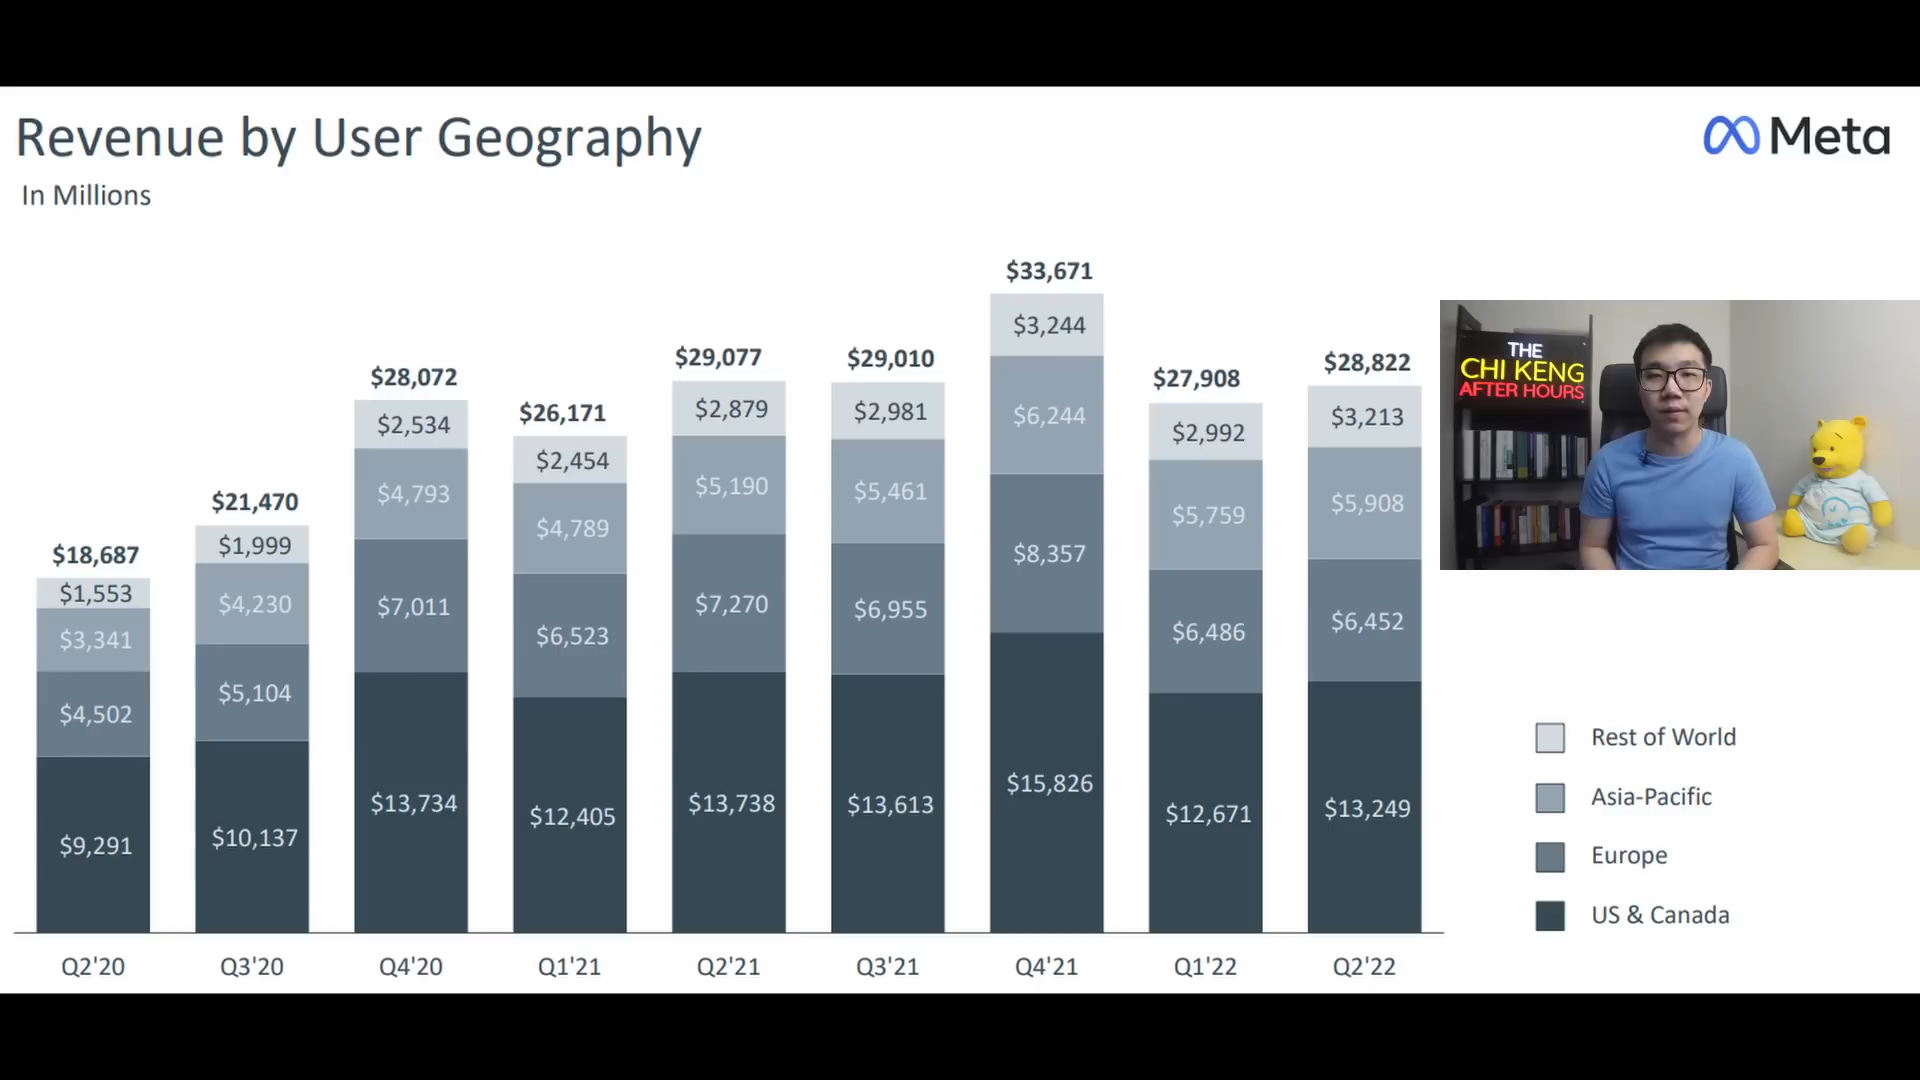 Revenue by User Geography
In Millions
Meta
$18,687
$1,553
$3,341
$4,502
$9,291
Q2'20
$21,470
$1,999
$4,230
$5,104
$10,137
Q3'20
$28,072
$2,534
$4,793
$7,011
$13,734
Q4'20
$26,171
$2,454
$4,789
$6,523
$12,405
Q1'21
$29,077
$2,879
$5,190
$7,270
$13,738
Q2'21
$29,010
$2,981
$5,461
$6,955
$13,613
Q3'21
$33,671
$3,244
$6,244
$8,357
$15,826
Q4'21
$27,908
$2,992
$5,759
$6,486
$12,671
Q1'22
$28,822
$3,213
$5,908
$6,452
$13,249
Q2'22
THE
CHI KENG
AFTER HOURS
Rest of World
Asia-Pacific
Europe
US & Canada